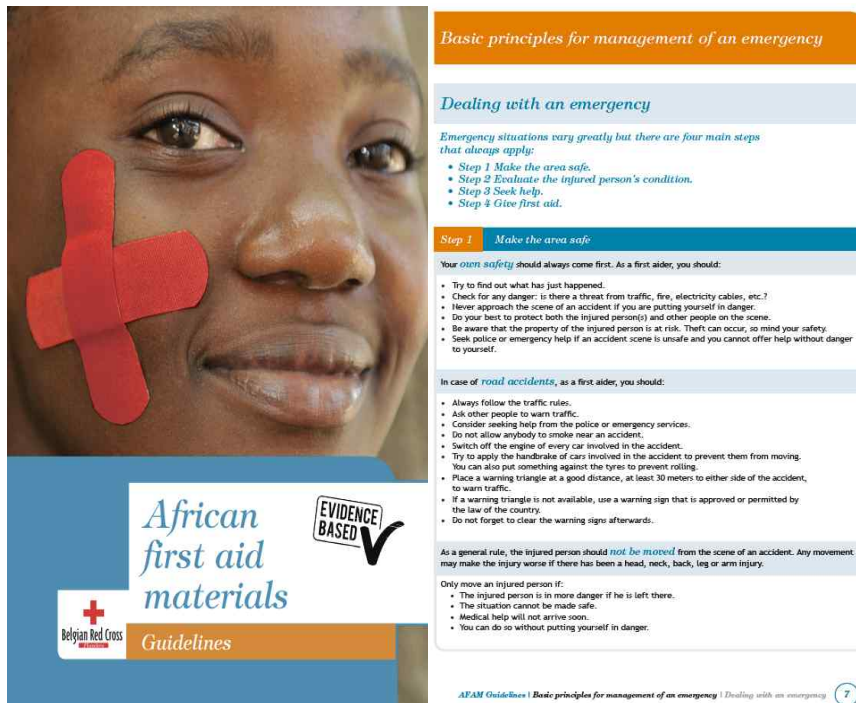 African
first aid
materials
Guidelines
EVIDENCE
BASED
Belgian Red Cross
Flanders
Basic principles for management of an emergency
Dealing with an emergency
Emergency situations vary greatly but there are four main steps
that always apply:
• Step 1 Make the area safe.
• Step 2 Evaluate the injured person's condition.
• Step 3 Seek help.
• Step 4 Give first aid.
Step 1 Make the area safe
Your own safety should always come first. As a first aider, you should:
• Try to find out what has just happened.
• Check for any danger: is there a threat from traffic, fire, electricity cables, etc.?
• Never approach the scene of an accident if you are putting yourself in danger.
• Do your best to protect both the injured person(s) and other people on the scene.
• Be aware that the property of the injured person is at risk. Theft can occur, so mind your safety.
• Seek police or emergency help if an accident scene is unsafe and you cannot offer help without danger
to yourself.
In case of road accidents, as a first aider, you should:
• Always follow the traffic rules.
• Ask other people to warn traffic.
• Consider seeking help from the police or emergency services.
• Do not allow anybody to smoke near an accident.
• Switch off the engine of every car involved in the accident.
• Try to apply the handbrake of cars involved in the accident to prevent them from moving.
You can also put something against the tyres to prevent rolling.
• Place a warning triangle at a good distance, at least 30 meters to either side of the accident,
to warn traffic.
• If a warning triangle is not available, use a warning sign that is approved or permitted by
the law of the country.
• Do not forget to clear the warning signs afterwards.
As a general rule, the injured person should not be moved from the scene of an accident. Any movement
may make the injury worse if there has been a head, neck, back, leg or arm injury.
Only move an injured person if:
• The injured person is in more danger if he is left there.
• The situation cannot be made safe.
• Medical help will not arrive soon.
• You can do so without putting yourself in danger.
AFAM Guidelines | Basic principles for management of an emergency | Dealing with an emergency 7